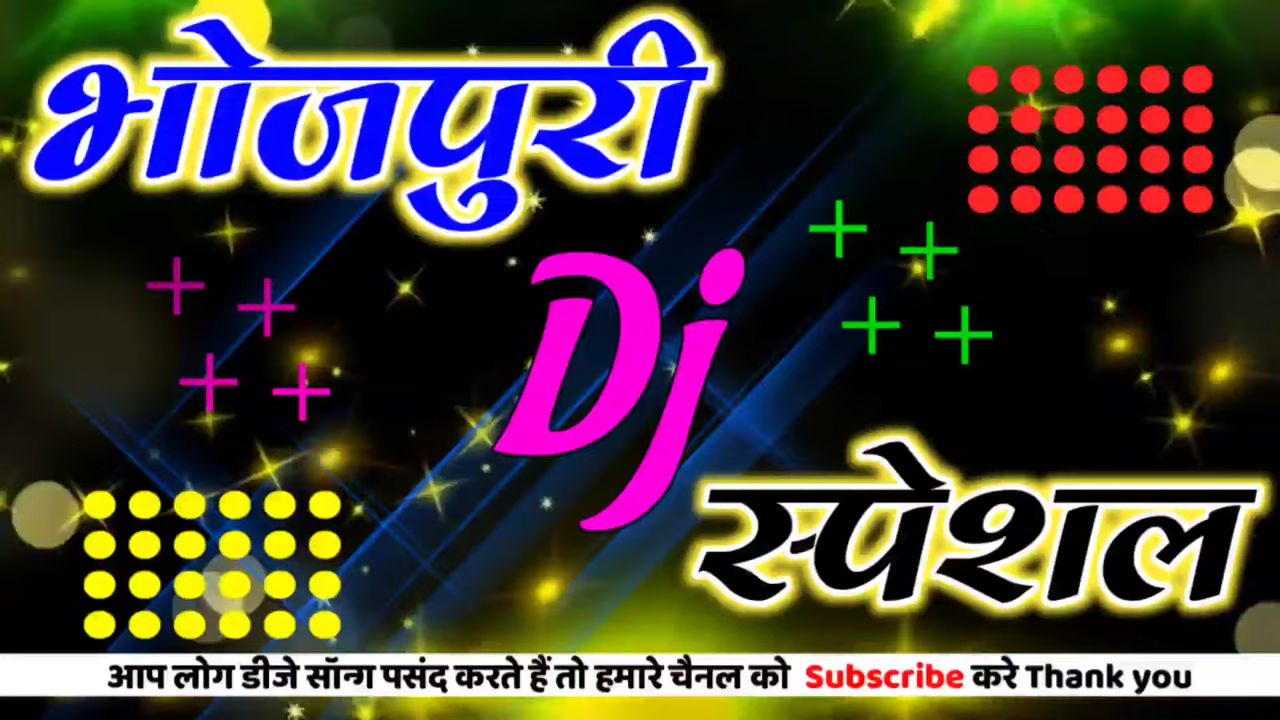 भोजपुरी
Dj
स्पेशल
आप लोग डीजे सॉन्ग पसंद करते हैं तो हमारे चैनल को Subscribe करे Thank you